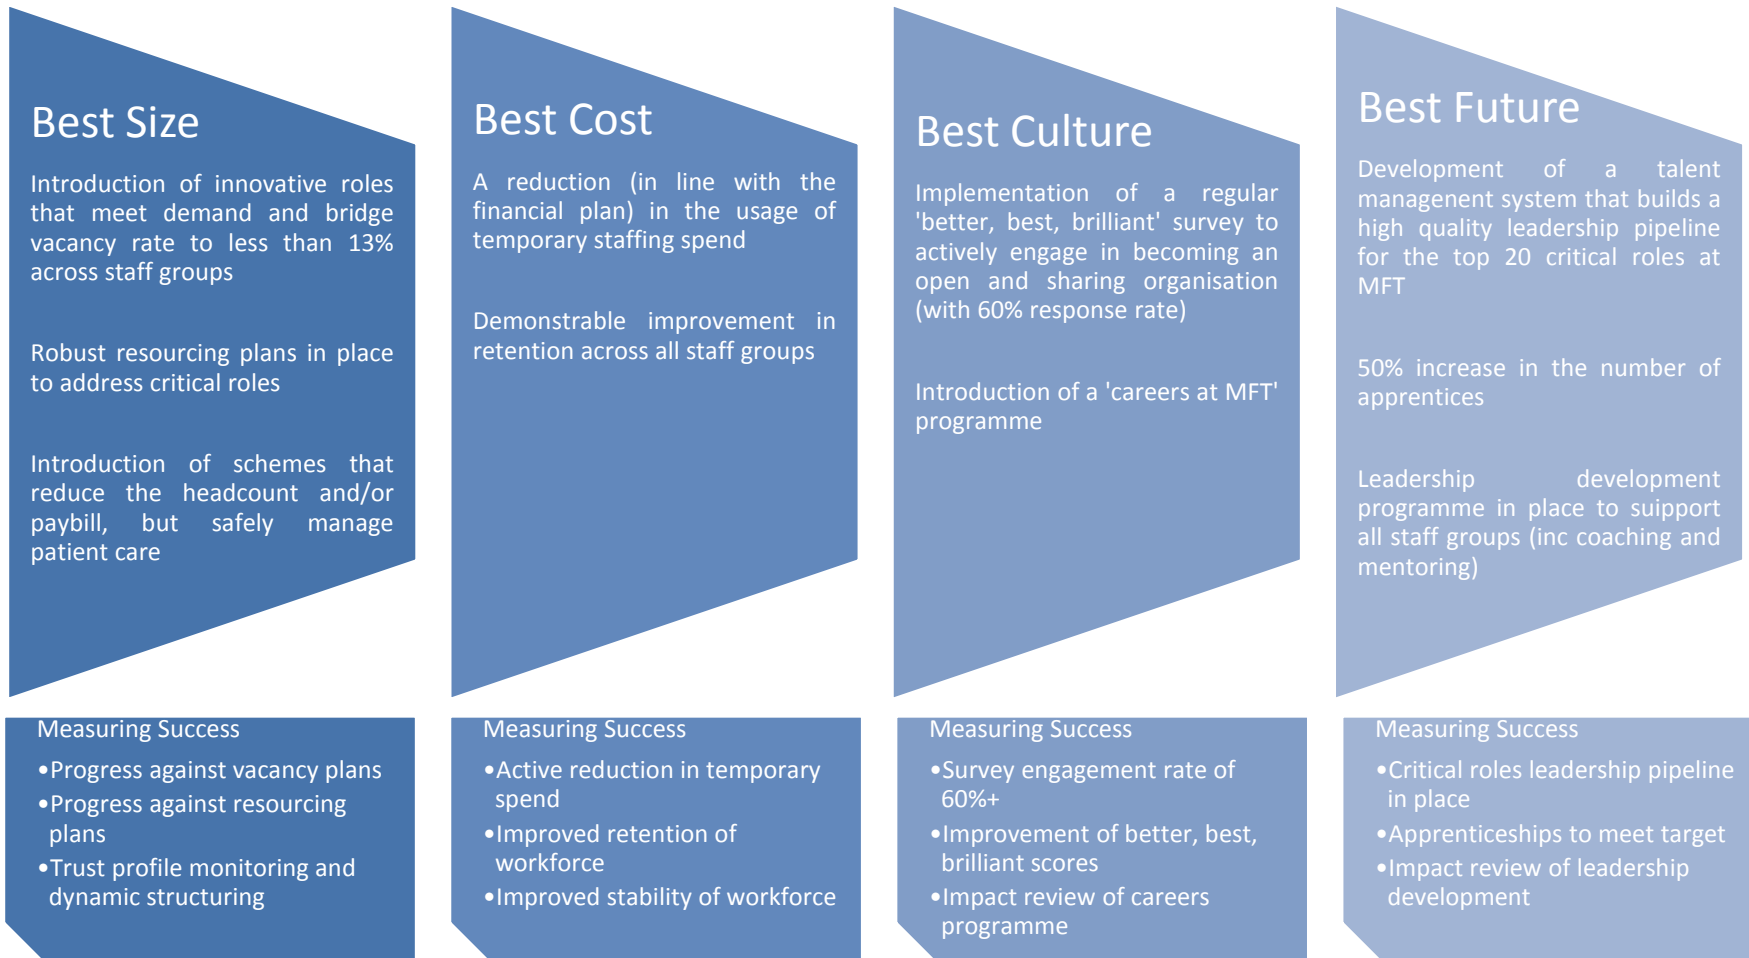 Best Size
Introduction of innovative roles
that meet demand and bridge
vacancy rate to less than 13%
across staff groups
Robust resourcing plans in place
to address critical roles
Introduction of schemes that
reduce the headcount and/or
paybill, but safely manage
patient care
Best Cost
A reduction (in line with the
financial plan) in the usage of
temporary staffing spend
Demonstrable improvement in
retention across all staff groups
Best Culture
Implementation of a regular
'better, best, brilliant' survey to
actively engage in becoming an
open and sharing organisation
(with 60% response rate)
Introduction of a 'careers at MFT'
programme
Best Future
Development of a talent
managenent system that builds a
high quality leadership pipeline
for the top 20 critical roles at
MFT
50% increase in the number of
apprentices
Leadership development
programme in place to suipport
all staff groups (inc coaching and
mentoring)
Measuring Success
•Progress against vacancy plans
•Progress against resourcing
plans
•Trust profile monitoring and
dynamic structuring
Measuring Success
•Active reduction in temporary
spend
•Improved retention of
workforce
•Improved stability of workforce
Measuring Success
•Survey engagement rate of
60%+
•Improvement of better, best,
brilliant scores
•Impact review of careers
programme
Measuring Success
•Critical roles leadership pipeline
in place
•Apprenticeships to meet target
•Impact review of leadership
development